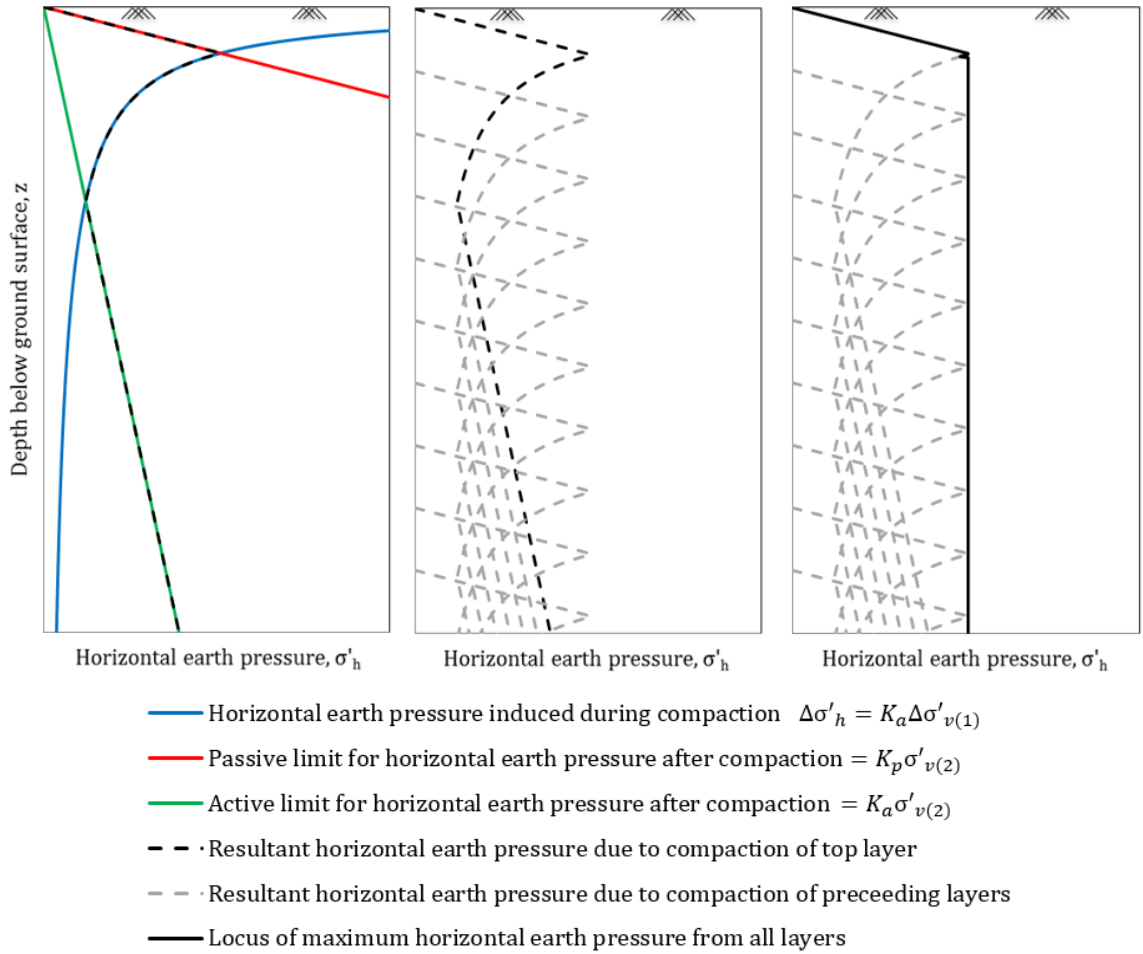 Depth below ground surface, z
Horizontal earth pressure, σ'h
Horizontal earth pressure, σ'h
Horizontal earth pressure, σ'h
Horizontal earth pressure induced during compaction Δσ'h = KaΔσ'v(1)
Passive limit for horizontal earth pressure after compaction = Kpσ'v(2)
Active limit for horizontal earth pressure after compaction = Kaσ'v(2)
Resultant horizontal earth pressure due to compaction of top layer
Resultant horizontal earth pressure due to compaction of preceeding layers
Locus of maximum horizontal earth pressure from all layers